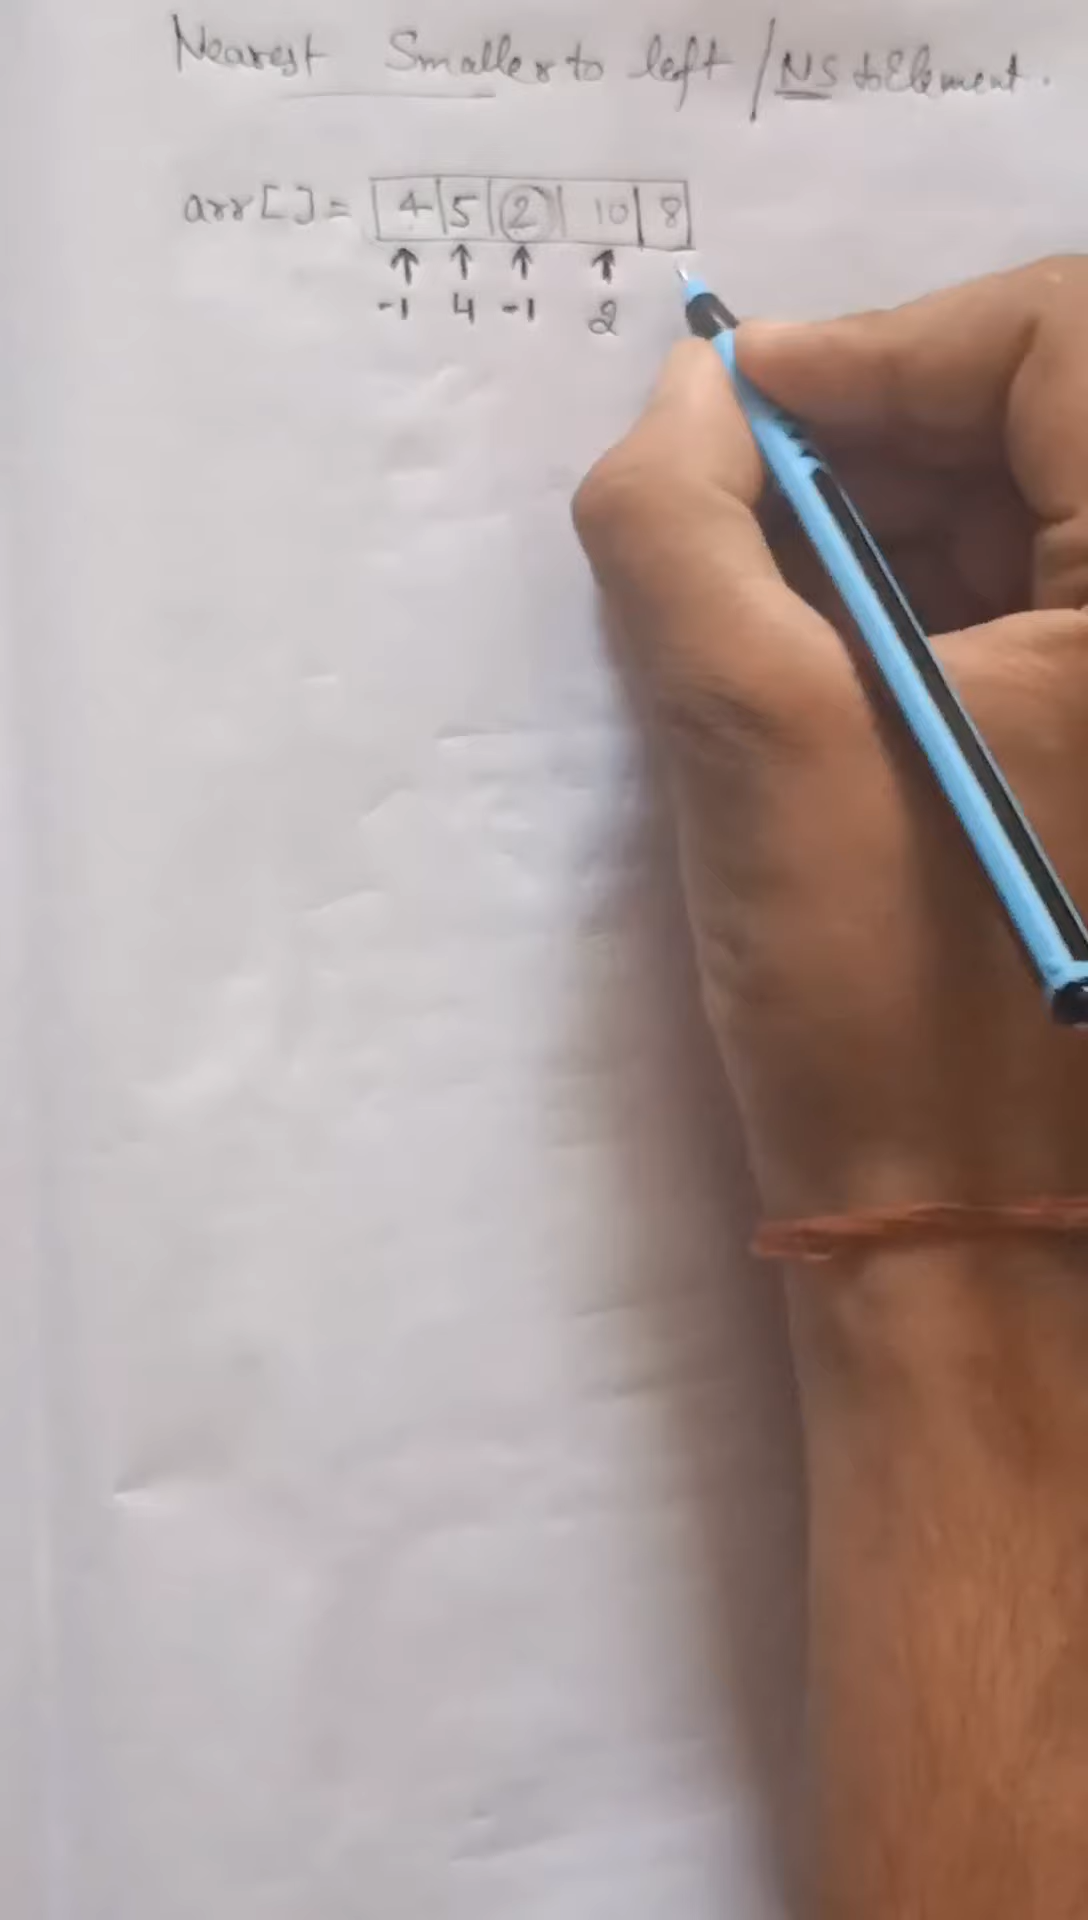 Nearest Smaller to left / NS to Element.
arr[] = 4 5 2 10 8
↑ ↑ ↑ ↑
-1 4 -1 2